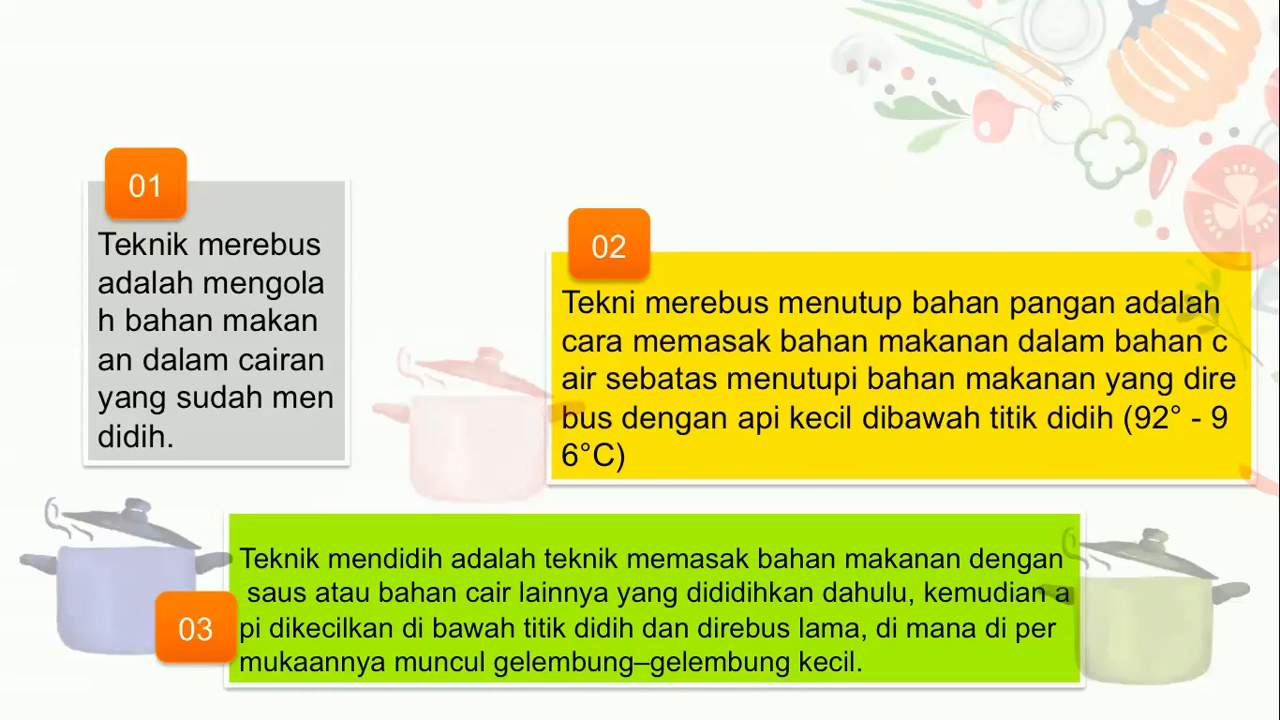 01
Teknik merebus
adalah mengola
h bahan makan
an dalam cairan
yang sudah men
didih.
02
Tekni merebus menutup bahan pangan adalah
cara memasak bahan makanan dalam bahan c
air sebatas menutupi bahan makanan yang dire
bus dengan api kecil dibawah titik didih (92° - 9
6°C)
03
Teknik mendidih adalah teknik memasak bahan makanan dengan
saus atau bahan cair lainnya yang dididihkan dahulu, kemudian a
pi dikecilkan di bawah titik didih dan direbus lama, di mana di per
mukaannya muncul gelembung–gelembung kecil.